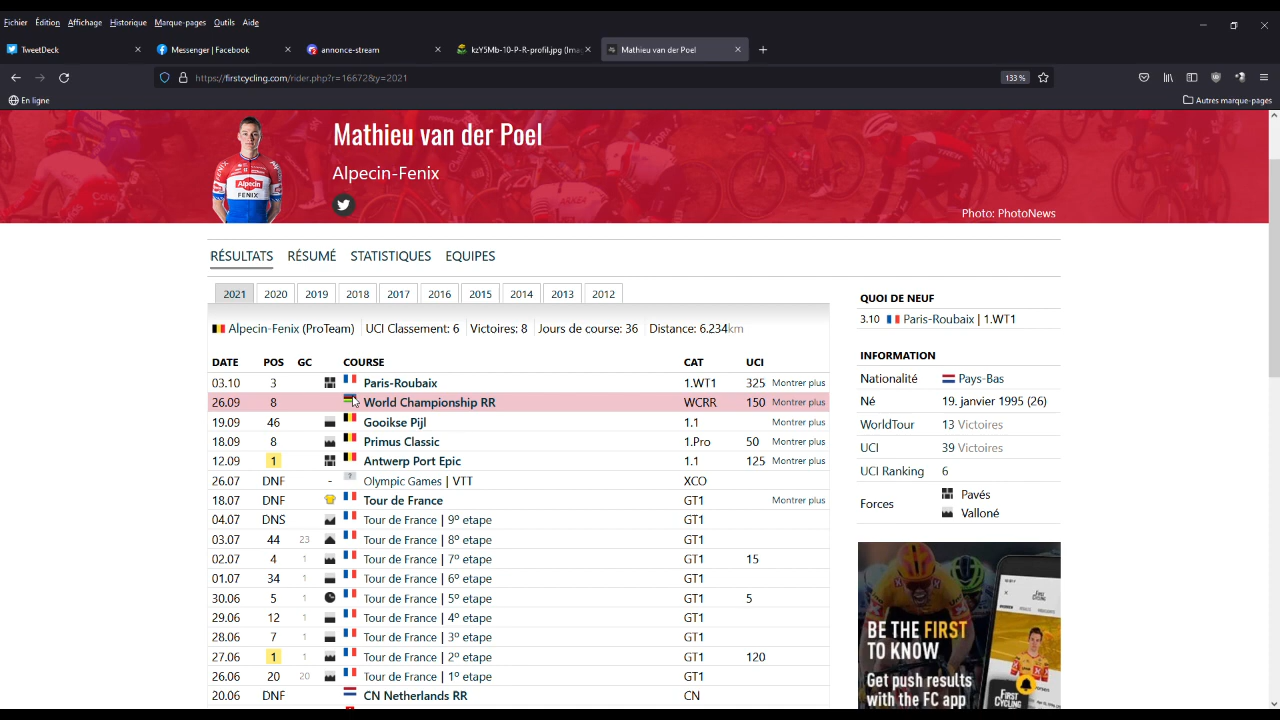 Fichier Édition Affichage Historique Marque-pages Outils Aide
TweetDeck Messenger | Facebook annonce-stream kzY5Mb-10-P-R-profil.jpg (Ima Mathieu van der Poel
https://firstcycling.com/rider.php?r=16672&y=2021 133 %
En ligne Autres marque-pages
Mathieu van der Poel
Alpecin-Fenix
Alpecin
FENIX
Photo: PhotoNews
RÉSULTATS RÉSUMÉ STATISTIQUES EQUIPES
2021 2020 2019 2018 2017 2016 2015 2014 2013 2012
Alpecin-Fenix (ProTeam) UCI Classement: 6 Victoires: 8 Jours de course: 36 Distance: 6.234km
DATE POS GC COURSE CAT UCI
03.10 3 Paris-Roubaix 1.WT1 325 Montrer plus
26.09 8 World Championship RR WCRR 150 Montrer plus
19.09 46 Gooikse Pijl 1.1 Montrer plus
18.09 8 Primus Classic 1.Pro 50 Montrer plus
12.09 1 Antwerp Port Epic 1.1 125 Montrer plus
26.07 DNF - ? Olympic Games | VTT XCO
18.07 DNF Tour de France GT1 Montrer plus
04.07 DNS Tour de France | 9º etape GT1
03.07 44 23 Tour de France | 8º etape GT1
02.07 4 1 Tour de France | 7º etape GT1 15
01.07 34 1 Tour de France | 6º etape GT1
30.06 5 1 Tour de France | 5º etape GT1 5
29.06 12 1 Tour de France | 4º etape GT1
28.06 7 1 Tour de France | 3º etape GT1
27.06 1 1 Tour de France | 2º etape GT1 120
26.06 20 20 Tour de France | 1º etape GT1
20.06 DNF CN Netherlands RR CN
QUOI DE NEUF
3.10 Paris-Roubaix | 1.WT1
INFORMATION
Nationalité Pays-Bas
Né 19. janvier 1995 (26)
WorldTour 13 Victoires
UCI 39 Victoires
UCI Ranking 6
Forces Pavés
Valloné
BE THE FIRST
TO KNOW
Get push results
with the FC app
FIRST
CYCLING